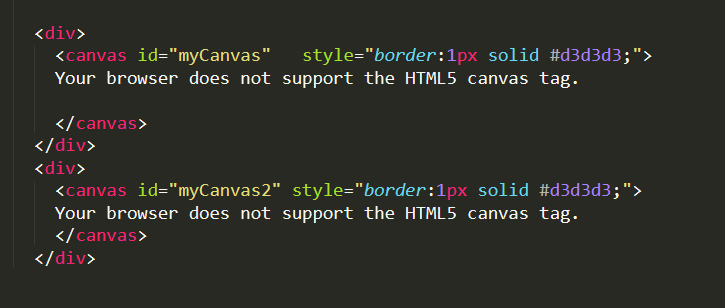 <div>
<canvas id="myCanvas"   style="border:1px solid #d3d3d3;">
Your browser does not support the HTML5 canvas tag.
</canvas>
</div>
<div>
<canvas id="myCanvas2" style="border:1px solid #d3d3d3;">
Your browser does not support the HTML5 canvas tag.
</canvas>
</div>